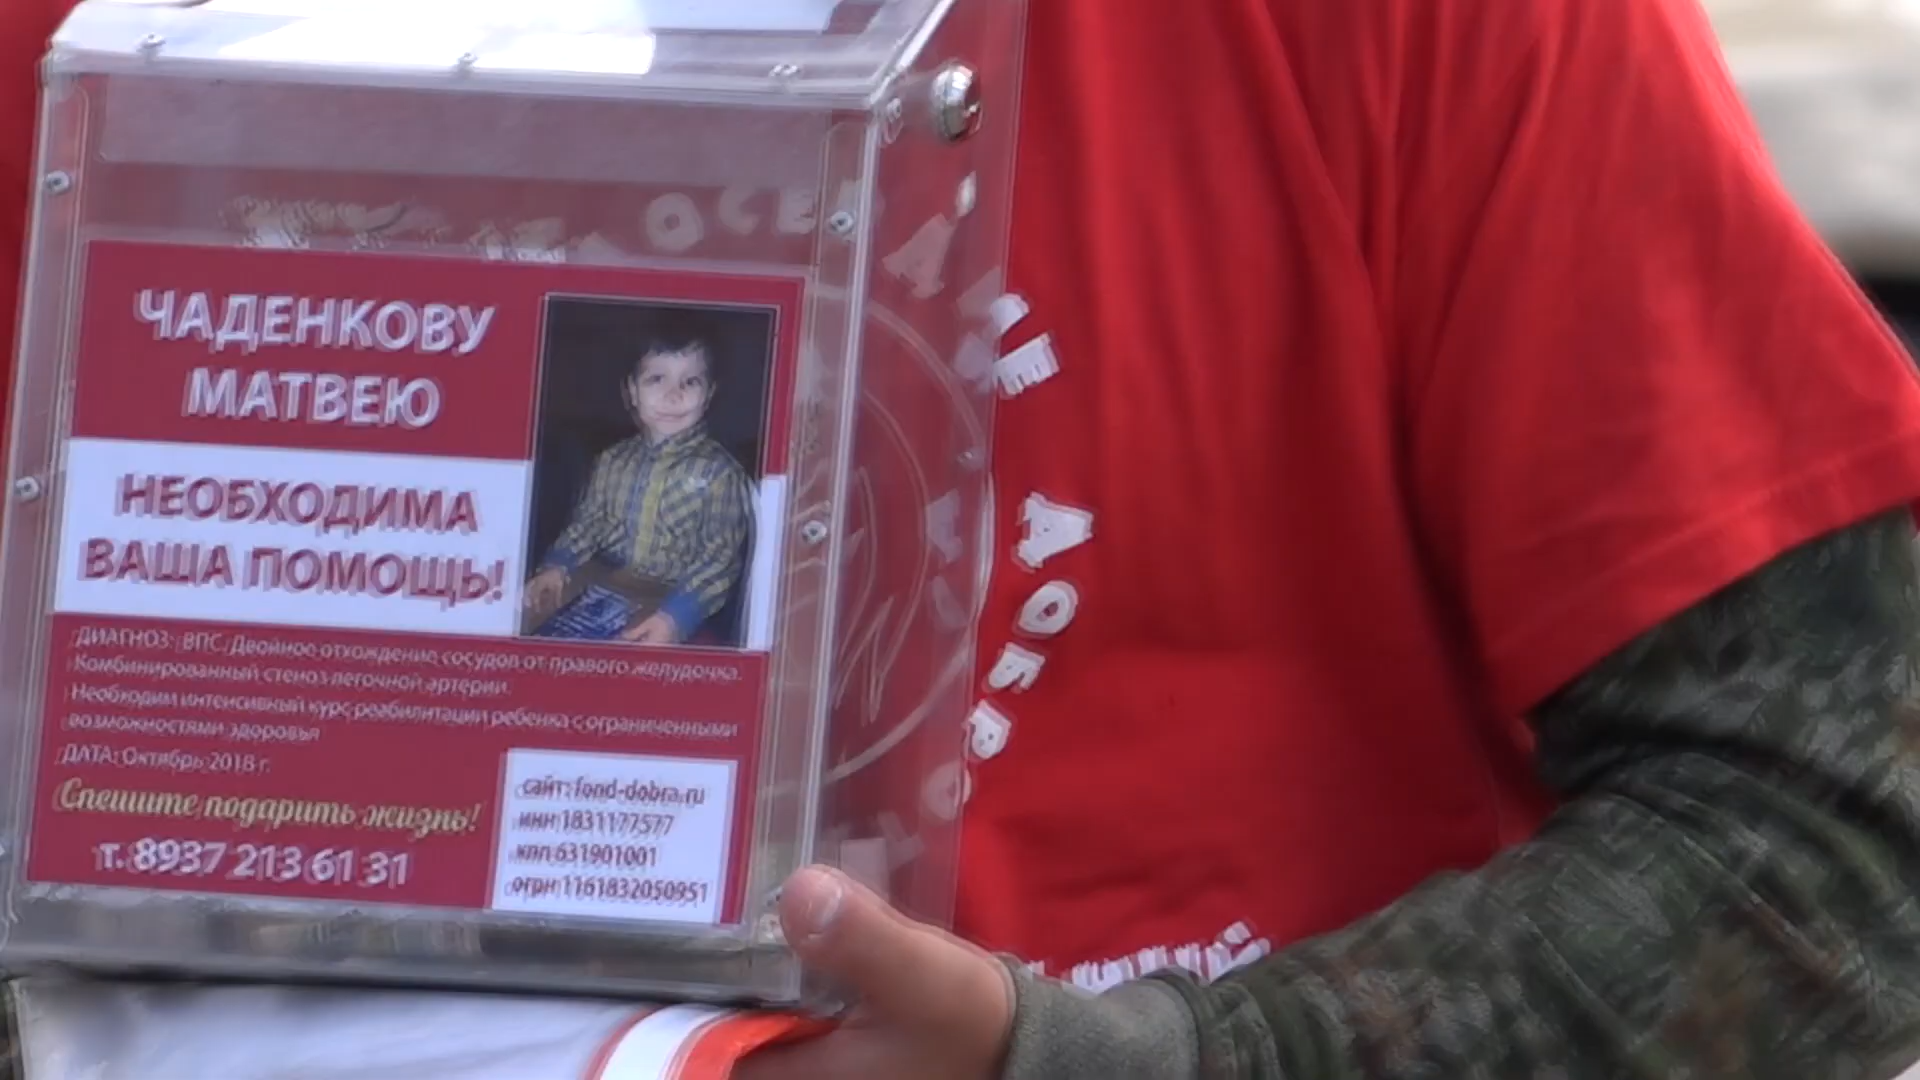 ЧАДЕНКОВУ
МАТВЕЮ
НЕОБХОДИМА
ВАША ПОМОЩЬ!
ДИАГНОЗ: ВПС. Двойное отхождение сосудов от правого желудочка.
Комбинированный стеноз легочной артерии.
Необходим интенсивный курс реабилитации ребенка с ограниченными
возможностями здоровья
ДАТА: Октябрь 2018 г.
Спешите подарить жизнь!
т. 8937 213 61 31
сайт: fond-dobra.ru
инн 1831177577
кпп 631901001
огрн 1161832050951